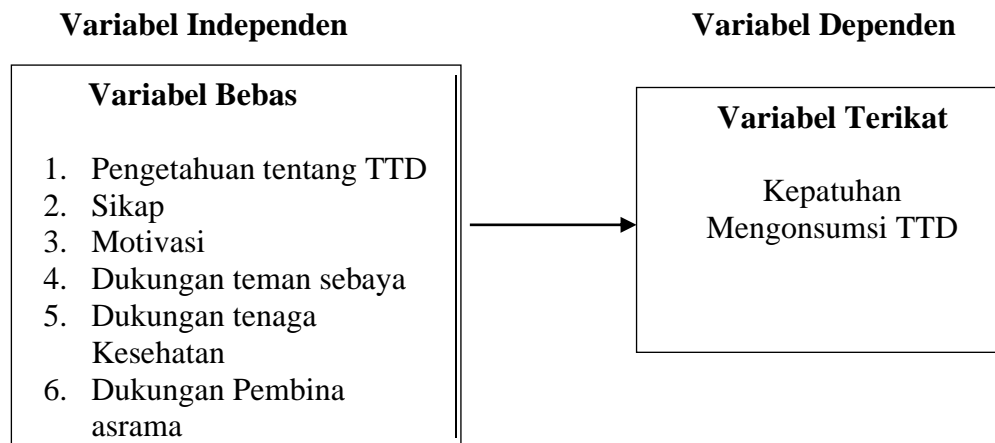 Variabel Independen
Variabel Dependen
Variabel Bebas
1. Pengetahuan tentang TTD
2. Sikap
3. Motivasi
4. Dukungan teman sebaya
5. Dukungan tenaga
Kesehatan
6. Dukungan Pembina
asrama
Variabel Terikat
Kepatuhan
Mengonsumsi TTD